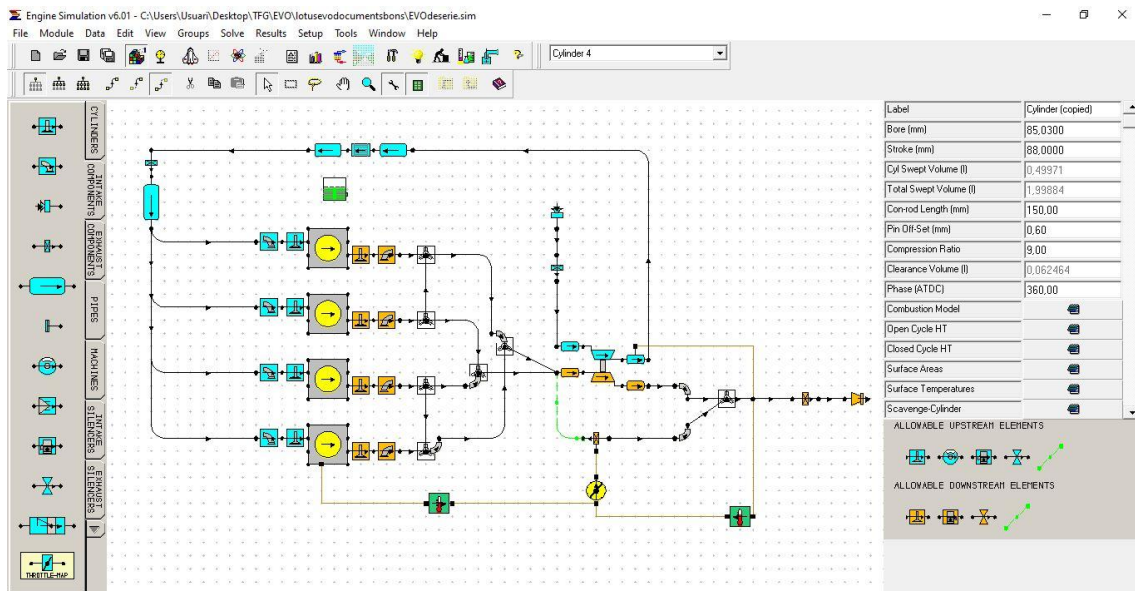 Engine Simulation v6.01 - C:\Users\Usuari\Desktop\TFG\EVO\lotusevodocumentsbons\EVOdeserie.sim
File Module Data Edit View Groups Solve Results Setup Tools Window Help
Cylinder 4
CYLINDERS
INTAKE COMPONENTS
EXHAUST COMPONENTS
PIPES
MACHINES
INTAKE SILENCERS
EXHAUST SILENCERS
THROTTLE-MAP
Label Cylinder (copied)
Bore (mm) 85,0300
Stroke (mm) 88,0000
Cyl Swept Volume (l) 0,49971
Total Swept Volume (l) 1,99884
Con-rod Length (mm) 150,00
Pin Off-Set (mm) 0,60
Compression Ratio 9,00
Clearance Volume (l) 0,062464
Phase (ATDC) 360,00
Combustion Model
Open Cycle HT
Closed Cycle HT
Surface Areas
Surface Temperatures
Scavenge-Cylinder
ALLOWABLE UPSTREAM ELEMENTS
ALLOWABLE DOWNSTREAM ELEMENTS